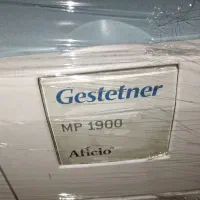 Gestetner
MP 1900
Aficio